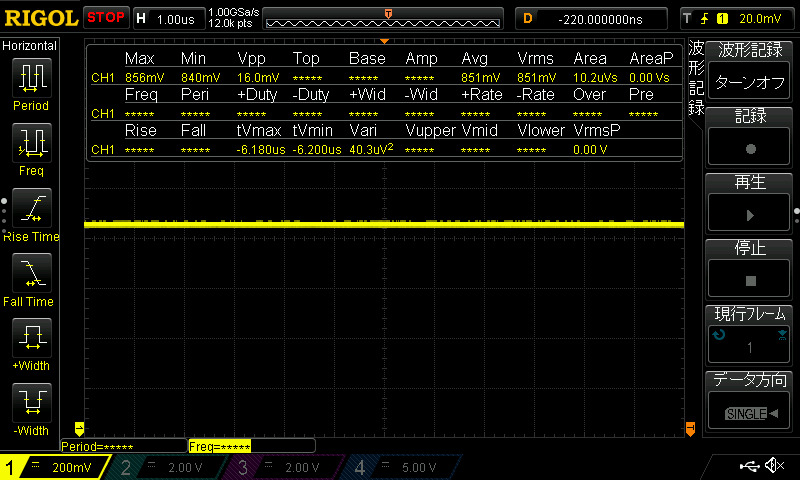 RIGOL STOP H 1.00us 1.00GSa/s 12.0k pts T D -220.000000ns T 1 20.0mV
Horizontal
Period
Freq
Rise Time
Fall Time
+Width
-Width
Max Min Vpp Top Base Amp Avg Vrms Area AreaP
CH1 856mV 840mV 16.0mV ***** ***** ***** 851mV 851mV 10.2uVs 0.00 Vs
Freq Peri +Duty -Duty +Wid -Wid +Rate -Rate Over Pre
CH1 ***** ***** ***** ***** ***** ***** ***** ***** ***** *****
Rise Fall tVmax tVmin Vari Vupper Vmid Vlower VrmsP
CH1 ***** ***** -6.180us -6.200us 40.3uV² ***** ***** ***** 0.00 V
波形記録
波形記録
ターンオフ
記録
再生
停止
現行フレーム
1
データ方向
SINGLE
T
Period=***** Freq=*****
1 200mV 2 2.00 V 3 2.00 V 4 5.00 V